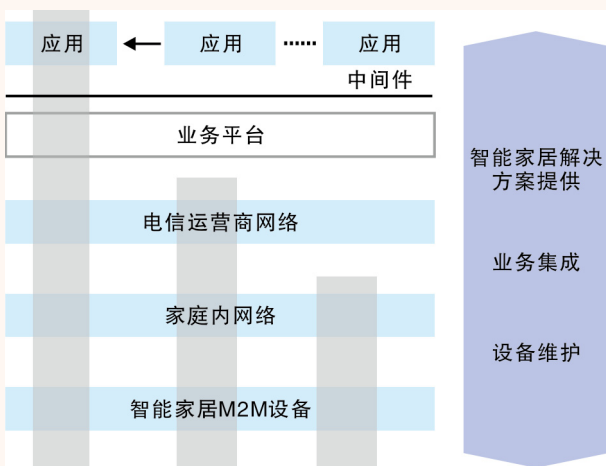 应用
应用
应用
中间件
业务平台
电信运营商网络
家庭内网络
智能家居M2M设备
智能家居解决
方案提供
业务集成
设备维护